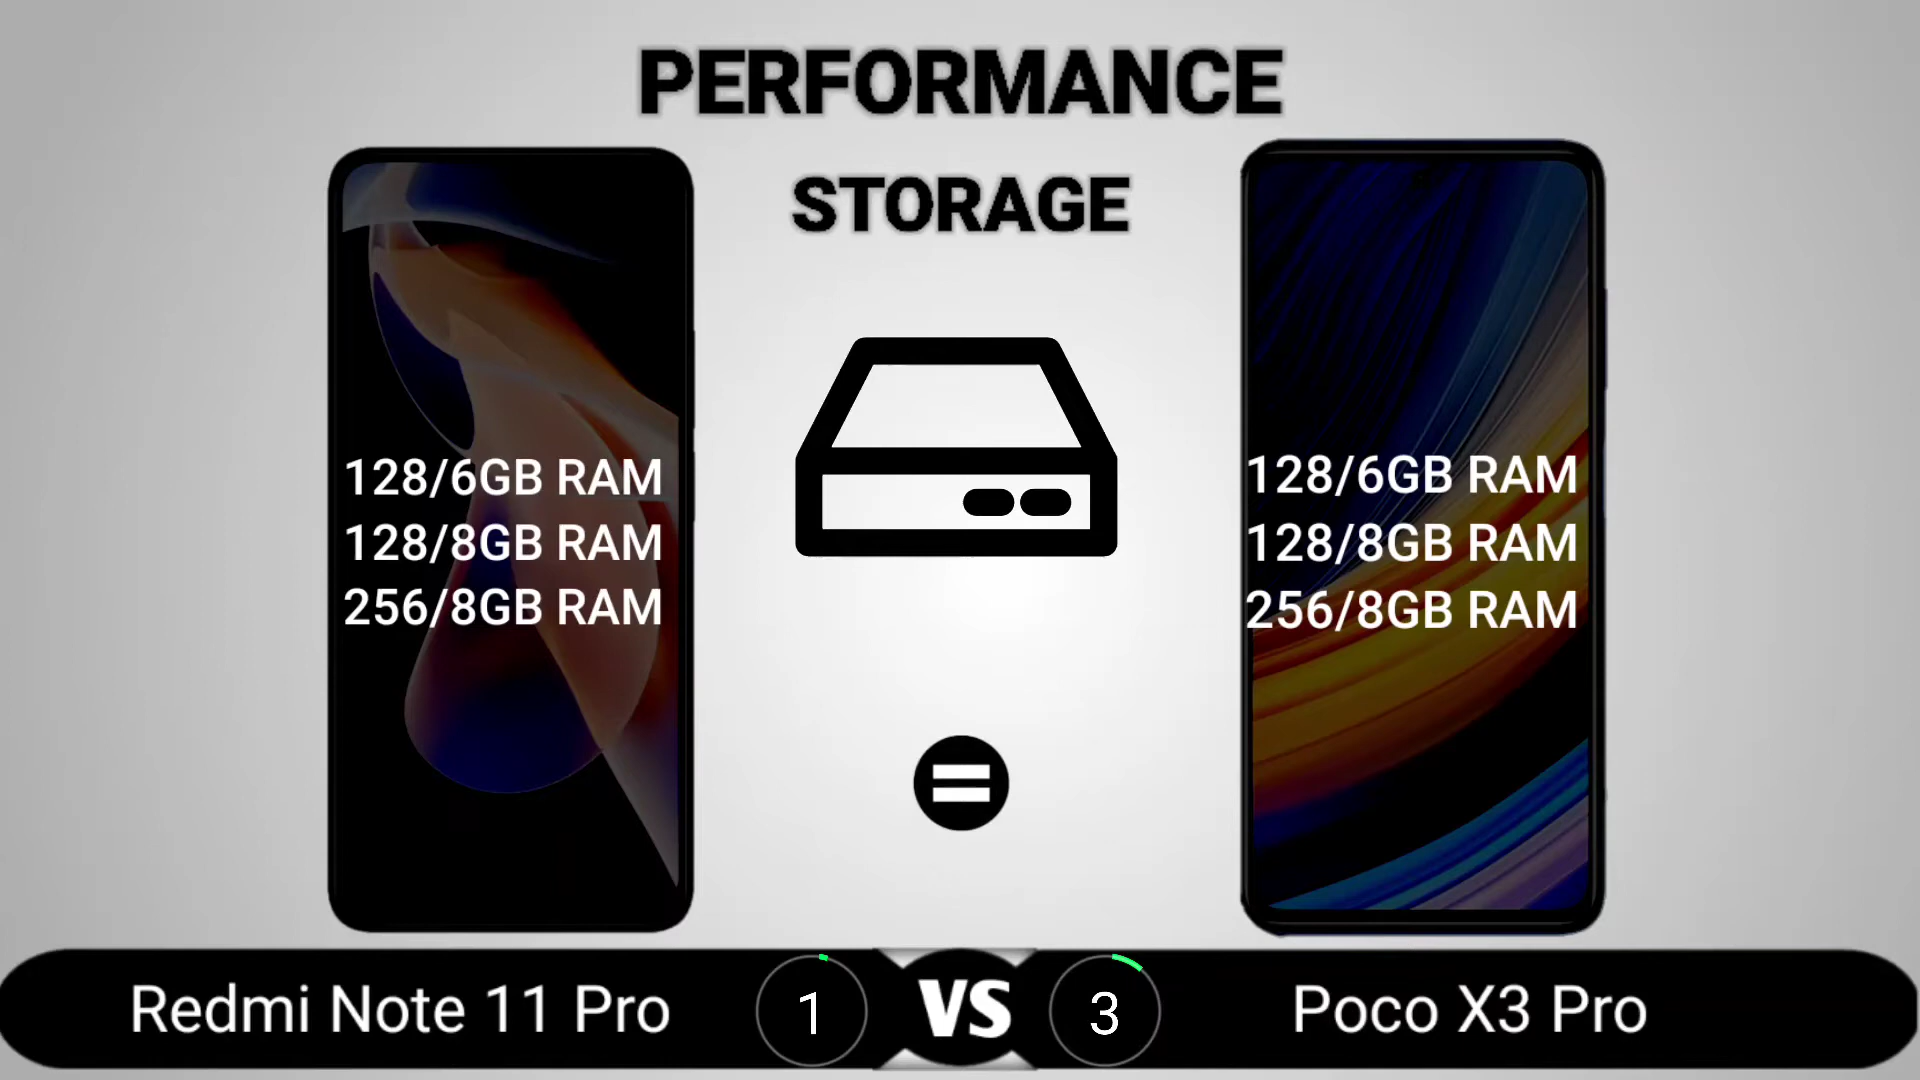 PERFORMANCE
STORAGE
128/6GB RAM
128/8GB RAM
256/8GB RAM
128/6GB RAM
128/8GB RAM
256/8GB RAM
Redmi Note 11 Pro 1 VS 3 Poco X3 Pro